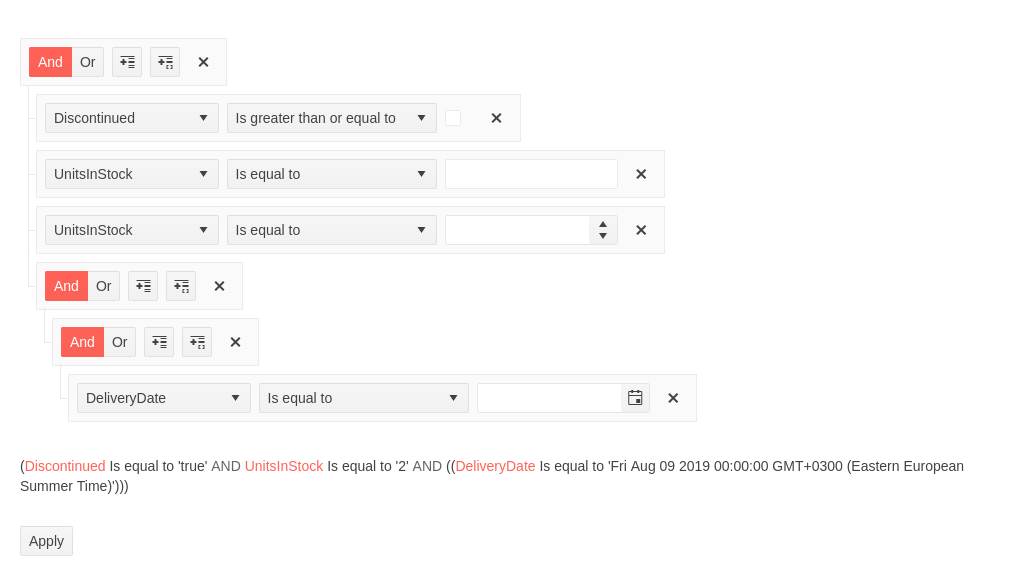 And Or
Discontinued Is greater than or equal to
UnitsInStock Is equal to
UnitsInStock Is equal to
And Or
And Or
DeliveryDate Is equal to
(Discontinued Is equal to 'true' AND UnitsInStock Is equal to '2' AND ((DeliveryDate Is equal to 'Fri Aug 09 2019 00:00:00 GMT+0300 (Eastern European
Summer Time)')))
Apply